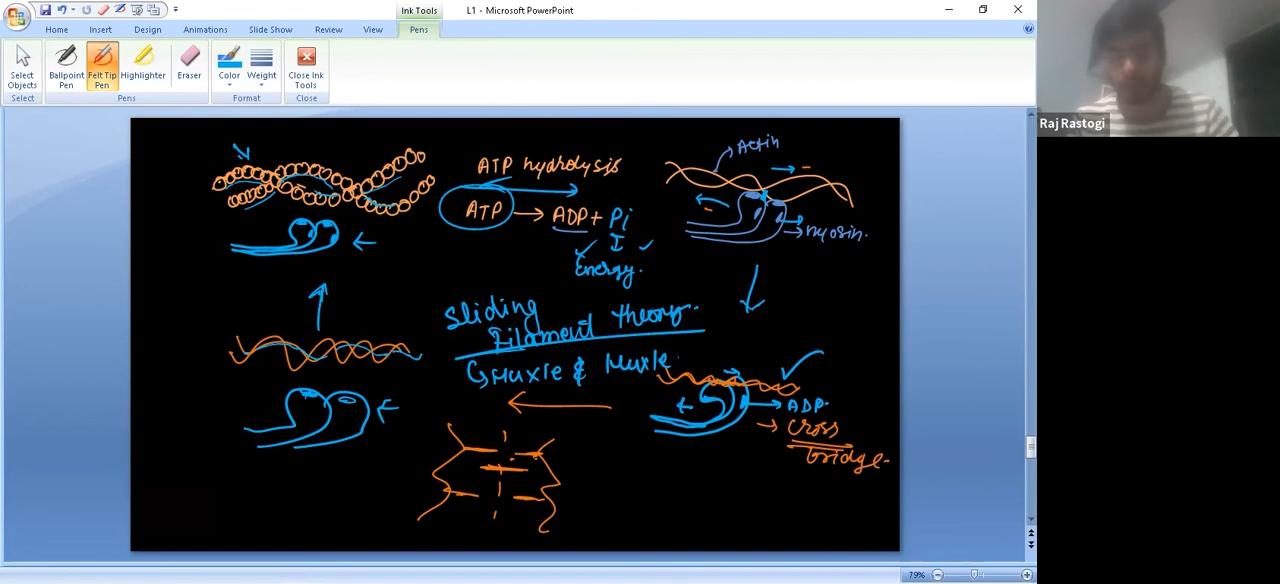 Ink Tools
L1 - Microsoft PowerPoint
Home
Insert
Design
Animations
Slide Show
Review
View
Pens
Select Objects
Ballpoint Pen
Felt Tip Pen
Highlighter
Eraser
Color
Weight
Close Ink Tools
Select
Pens
Format
Close
Raj Rastogi
Actin
ATP hydrolysis
ATP → ADP + Pi
myosin.
Energy.
Sliding
Filament theory.
Huxle & Huxle.
ADP.
→ Cross
bridge.
79%